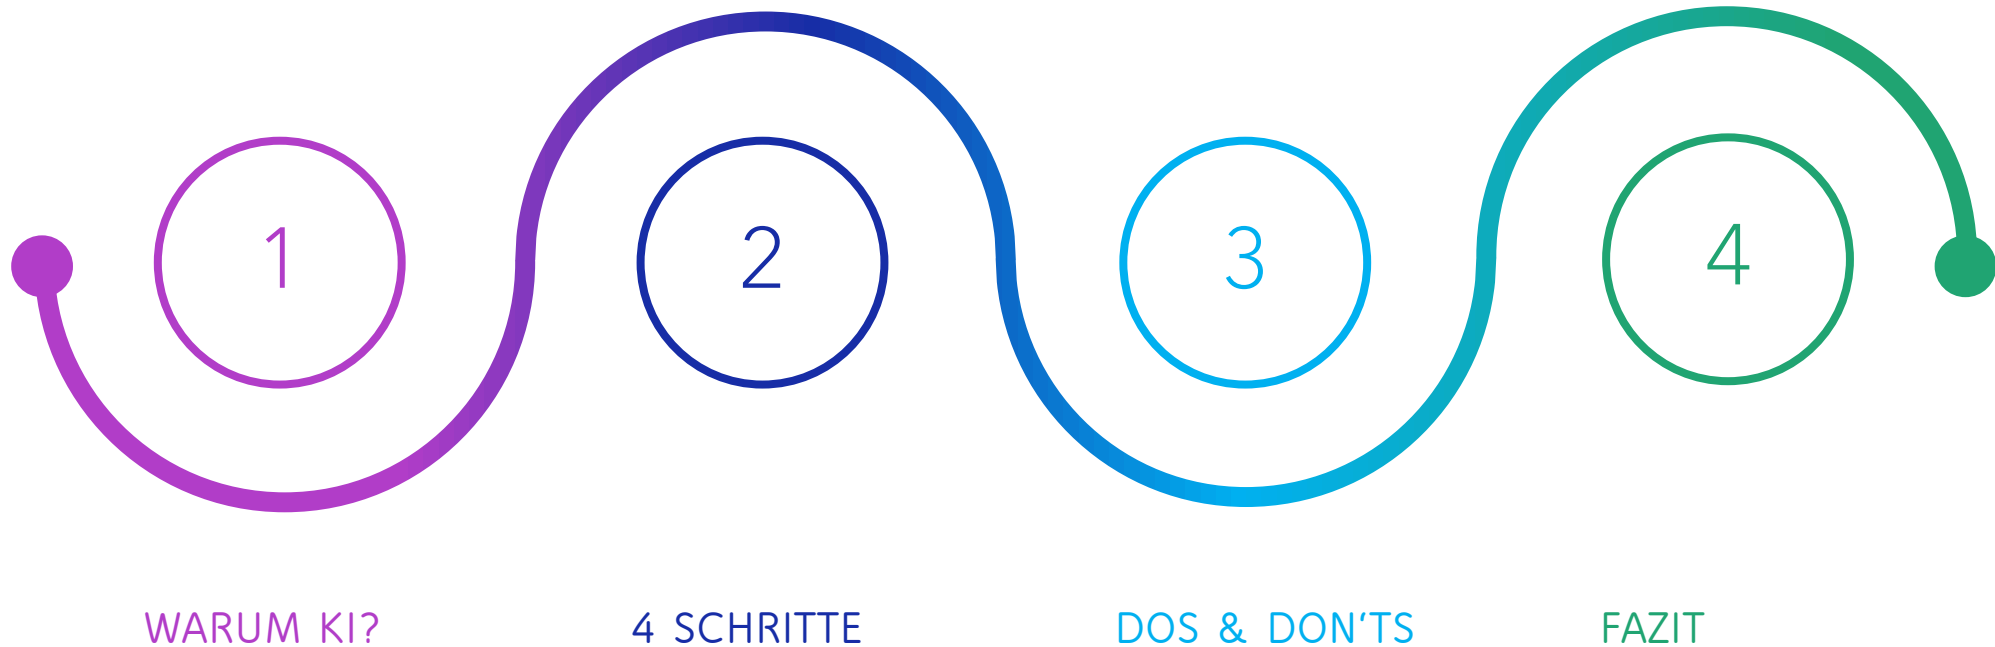 1
2
3
4
WARUM KI?
4 SCHRITTE
DOS & DON‘TS
FAZIT